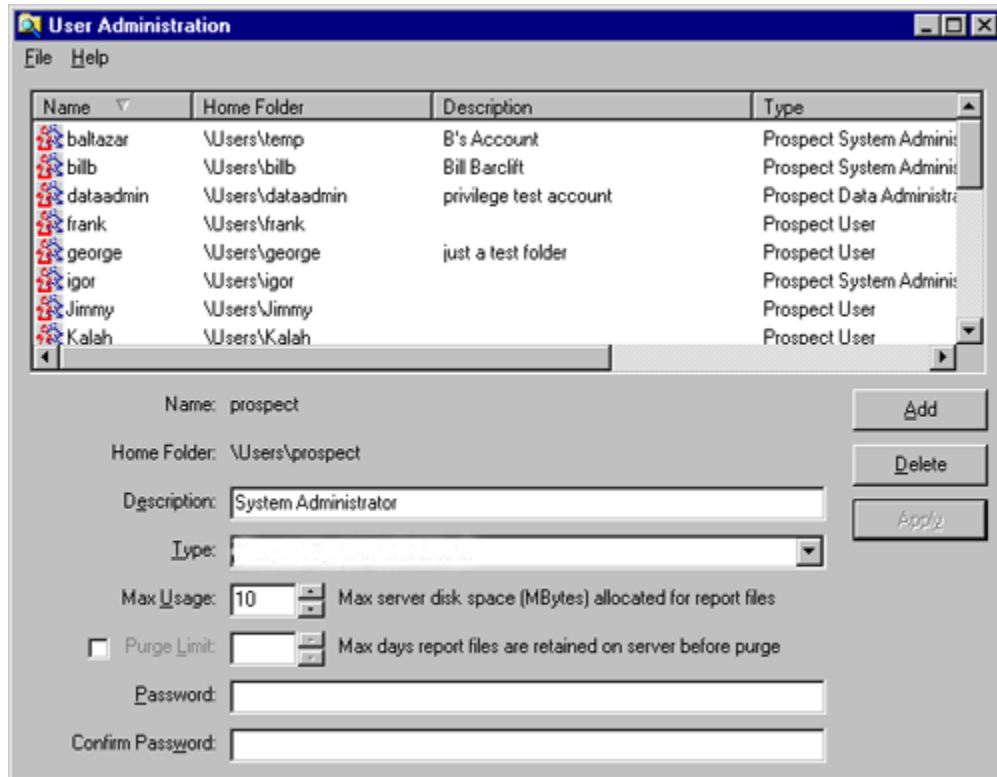 User Administration
File Help
Name Home Folder Description Type
baltazar \Users\temp B's Account Prospect System Adminis
billb \Users\billb Bill Barclift Prospect System Adminis
dataadmin \Users\dataadmin privilege test account Prospect Data Administra
frank \Users\frank Prospect User
george \Users\george just a test folder Prospect User
igor \Users\igor Prospect System Adminis
Jimmy \Users\Jimmy Prospect User
Kalah \Users\Kalah Prospect User
Name: prospect Add
Home Folder: \Users\prospect Delete
Description: System Administrator
Apply
Type:
Max Usage: 10 Max server disk space (MBytes) allocated for report files
Purge Limit: Max days report files are retained on server before purge
Password:
Confirm Password: